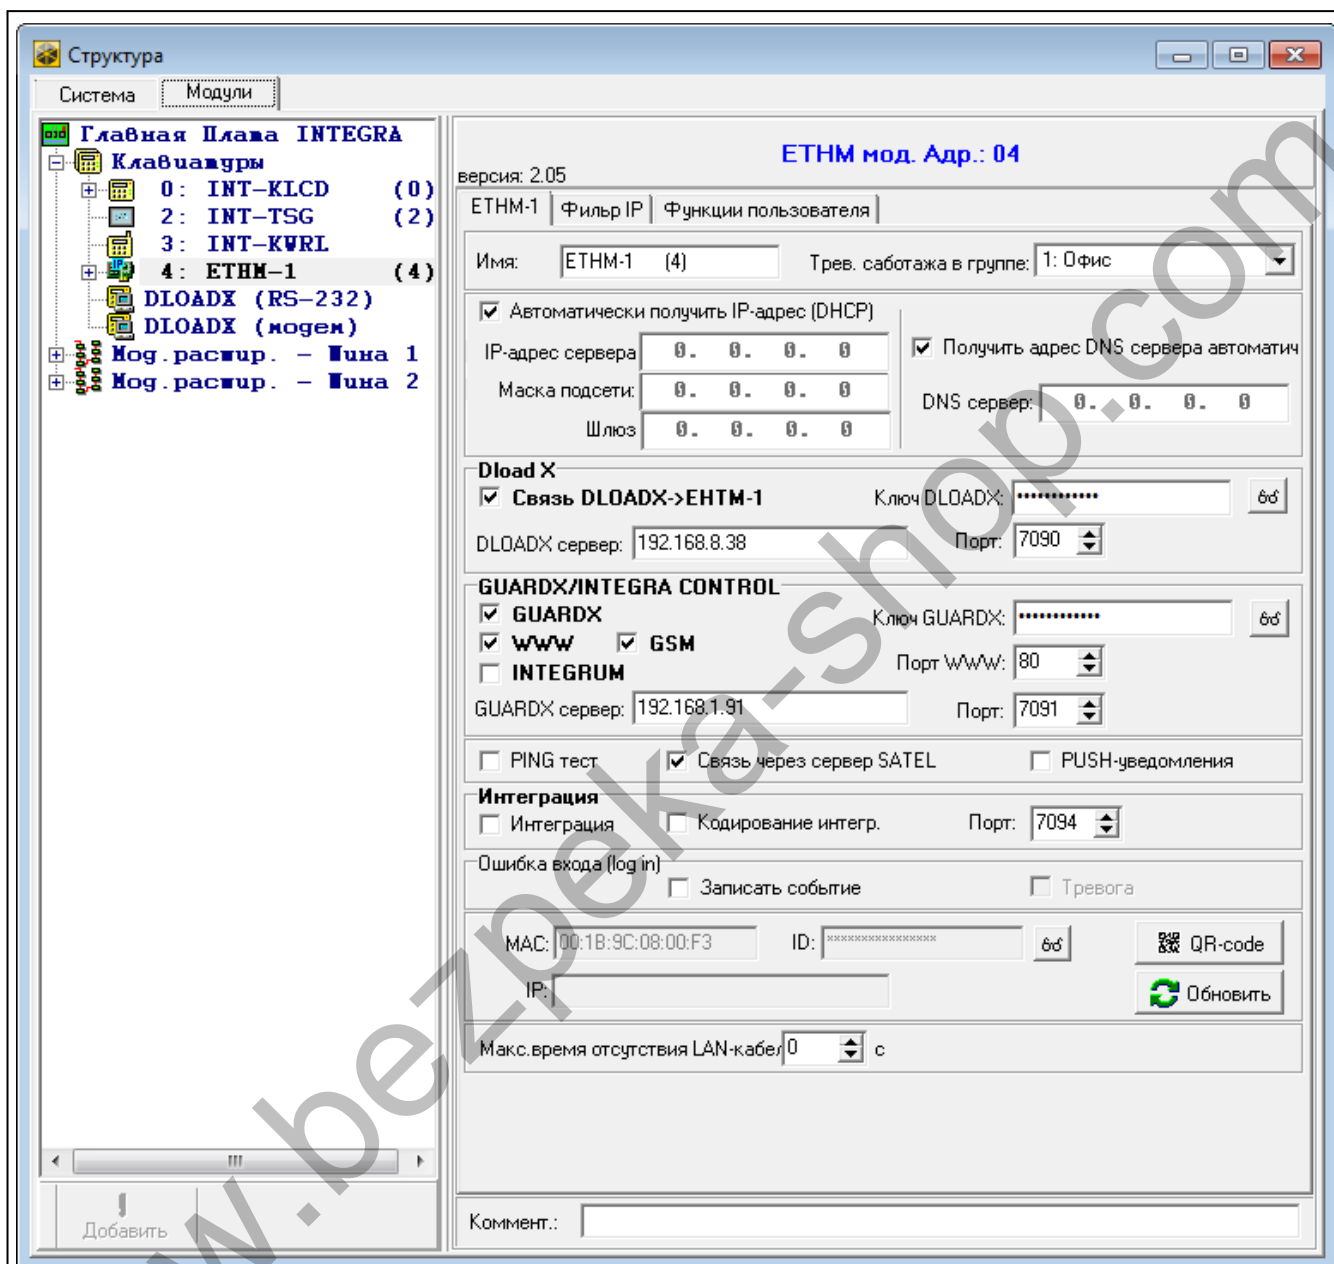 Структура
Система Модули
Главная Плата INTEGRA
Клавиатуры
0: INT-KLCD (0)
2: INT-TSG (2)
3: INT-KWRL
4: ETHM-1 (4)
DLOADX (RS-232)
DLOADX (модем)
Мод.расшир. - Шина 1
Мод.расшир. - Шина 2
Добавить
ETHM мод. Адр.: 04
версия: 2.05
ETHM-1 Фильр IP Функции пользователя
Имя: ETHM-1 (4) Трев. саботажа в группе: 1: Офис
Автоматически получить IP-адрес (DHCP)
IP-адрес сервера 0. 0. 0. 0 Получить адрес DNS сервера автоматич
Маска подсети: 0. 0. 0. 0
DNS сервер: 0. 0. 0. 0
Шлюз 0. 0. 0. 0
Dload X
Связь DLOADX->EHTM-1 Ключ DLOADX: ••••••••••••
DLOADX сервер: 192.168.8.38 Порт: 7090
GUARDX/INTEGRA CONTROL
GUARDX Ключ GUARDX: ••••••••••••
WWW GSM
INTEGRUM Порт WWW: 80
GUARDX сервер: 192.168.1.91 Порт: 7091
PING тест Связь через сервер SATEL PUSH-уведомления
Интеграция
Интеграция Кодирование интегр. Порт: 7094
Ошибка входа (log in)
Записать событие Тревога
MAC: 00:1B:9C:08:00:F3 ID: **************** QR-code
IP: Обновить
Макс.время отсутствия LAN-кабел 0 с
Коммент.:
w.bezpeka-shop.com